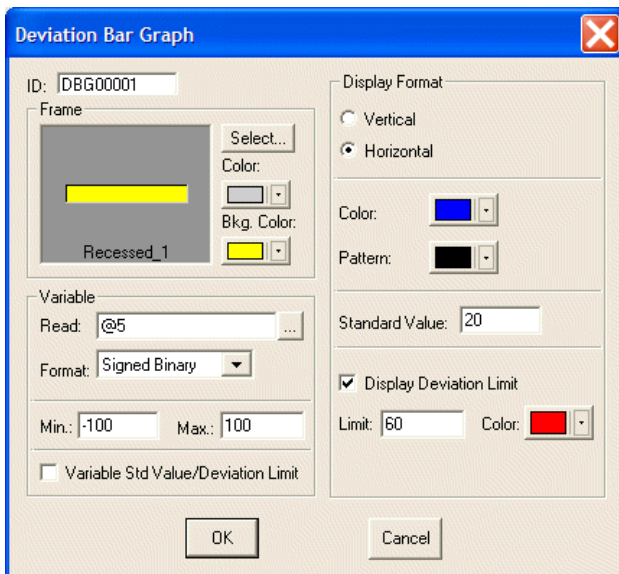 Deviation Bar Graph
ID: DBG00001
Frame
Select...
Color:
Bkg. Color:
Recessed_1
Variable
Read: @5 ...
Format: Signed Binary
Min.: -100 Max.: 100
Variable Std Value/Deviation Limit
Display Format
Vertical
Horizontal
Color:
Pattern:
Standard Value: 20
Display Deviation Limit
Limit: 60 Color:
OK Cancel